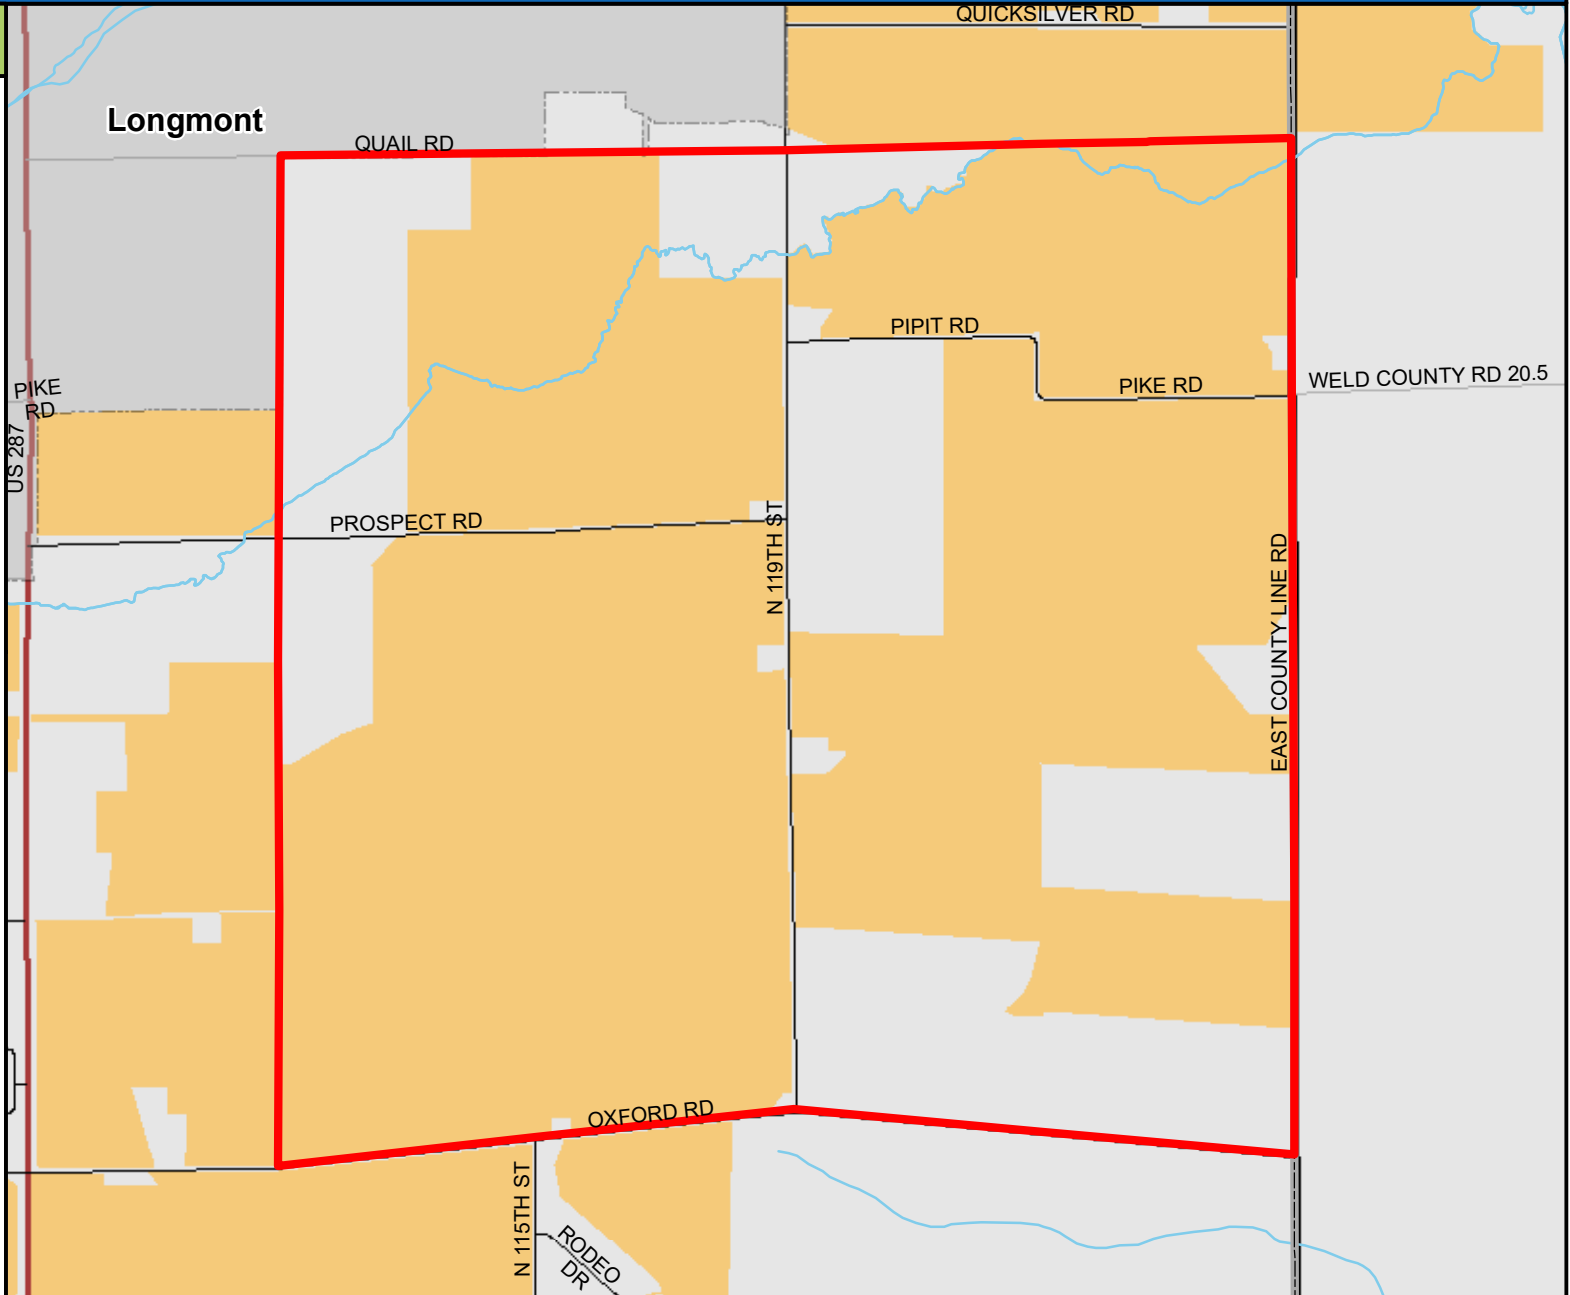 QUICKSILVER RD
Longmont
QUAIL RD
PIPIT RD
PIKE
RD
PIKE RD
WELD COUNTY RD 20.5
US 287
PROSPECT RD
N 119TH ST
EAST COUNTY LINE RD
OXFORD RD
N 115TH ST
RODEO
DR